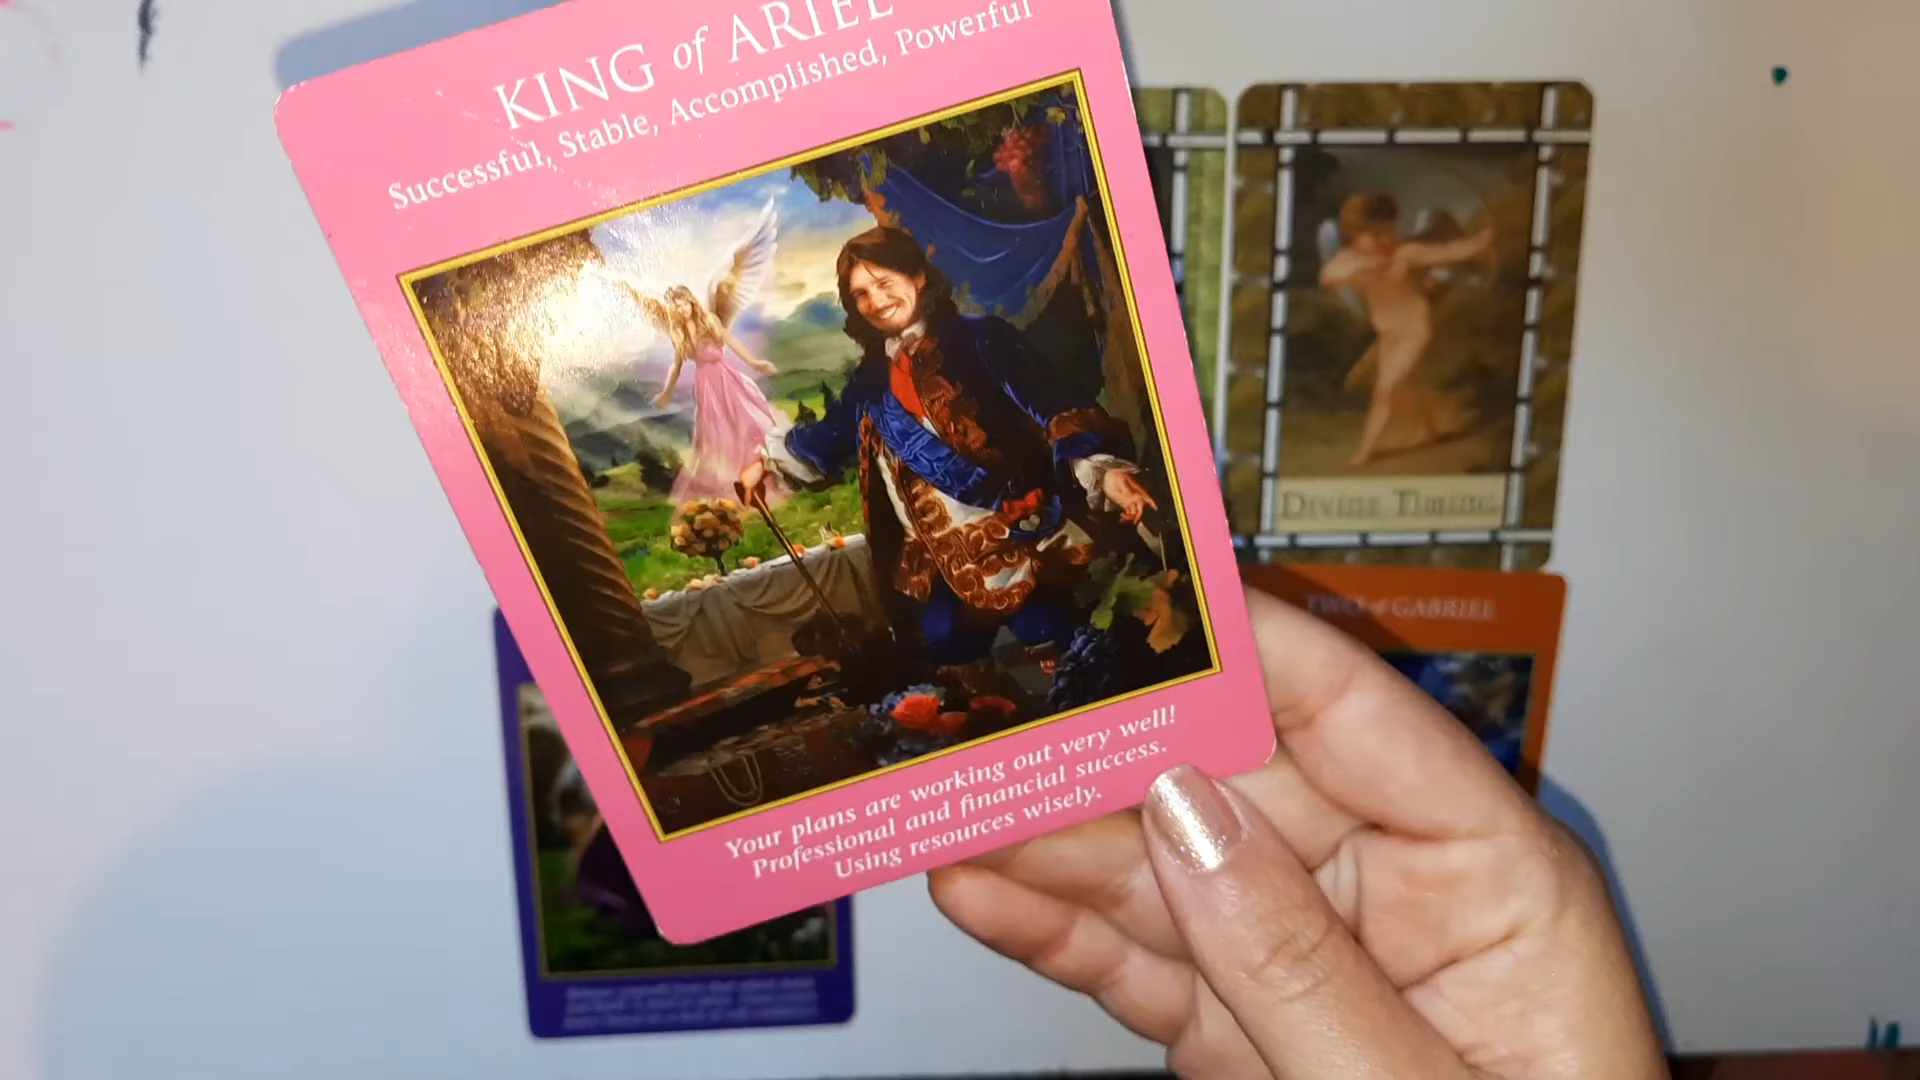 KING of ARIEL
Successful, Stable, Accomplished, Powerful
Your plans are working out very well!
Professional and financial success.
Using resources wisely.
Divine Timing
TWO of GABRIEL